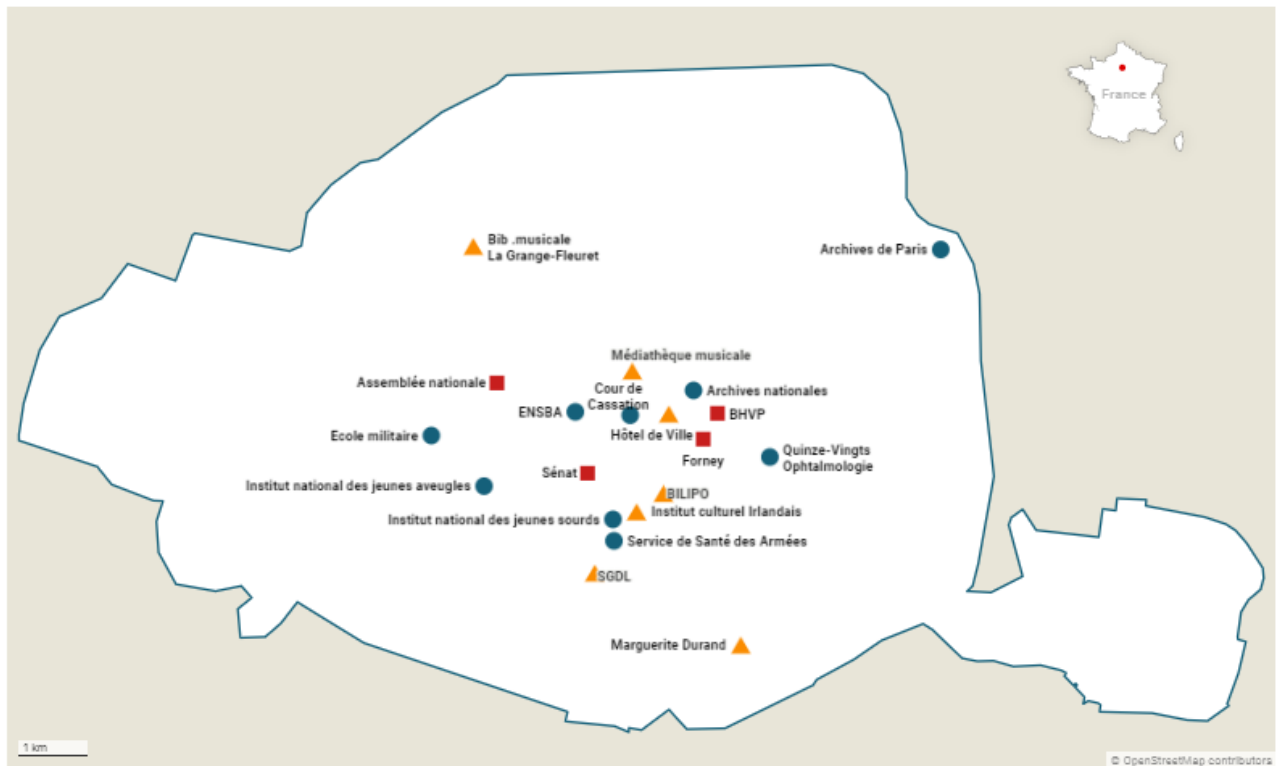 France
Bib .musicale
La Grange-Fleuret
Archives de Paris
Médiathèque musicale
Assemblée nationale
Cour de
Cassation
Archives nationales
ENSBA
BHVP
Ecole militaire
Hôtel de Ville
Forney
Quinze-Vingts
Ophtalmologie
Sénat
Institut national des jeunes aveugles
BILIPO
Institut culturel Irlandais
Institut national des jeunes sourds
Service de Santé des Armées
SGDL
Marguerite Durand
1 km
© OpenStreetMap contributors